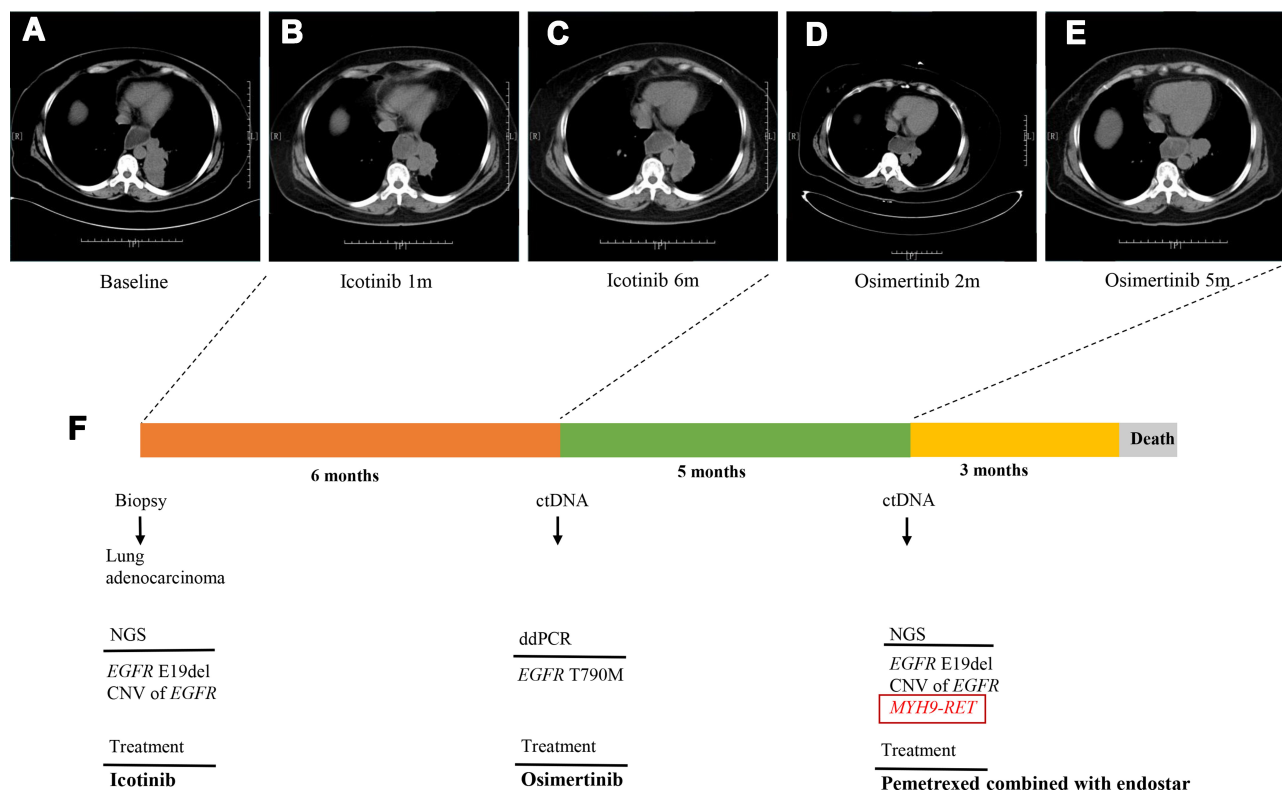 A
B
C
D
E
[R]
[L]
[R]
[L]
[R]
[L]
[R]
[L]
[R]
[P]
[P]
[P]
[P]
[P]
Baseline
Icotinib 1m
Icotinib 6m
Osimertinib 2m
Osimertinib 5m
F
Death
6 months
5 months
3 months
Biopsy
ctDNA
ctDNA
Lung
adenocarcinoma
NGS
ddPCR
NGS
EGFR E19del
CNV of EGFR
EGFR T790M
EGFR E19del
CNV of EGFR
MYH9-RET
Treatment
Treatment
Treatment
Icotinib
Osimertinib
Pemetrexed combined with endostar